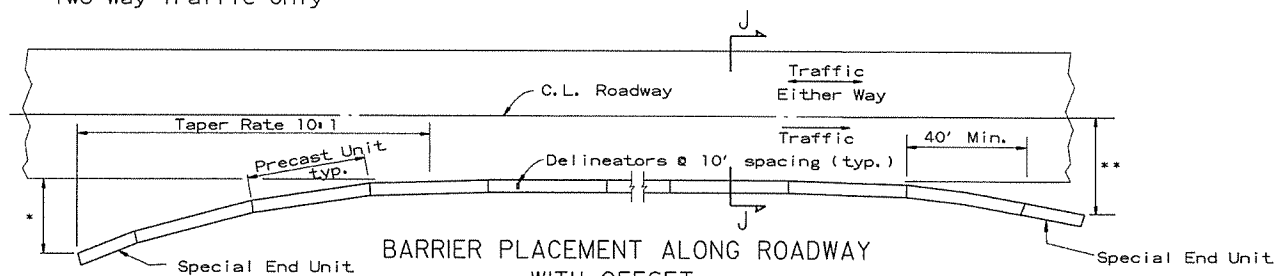 Two Way Traffic Only
J
Traffic
Either Way
C.L. Roadway
Taper Rate 10:1
Traffic
40' Min.
Precast Unit
typ.
Delineators @ 10' spacing (typ.)
*
**
J
BARRIER PLACEMENT ALONG ROADWAY
WITH OFFSET
Special End Unit
Special End Unit